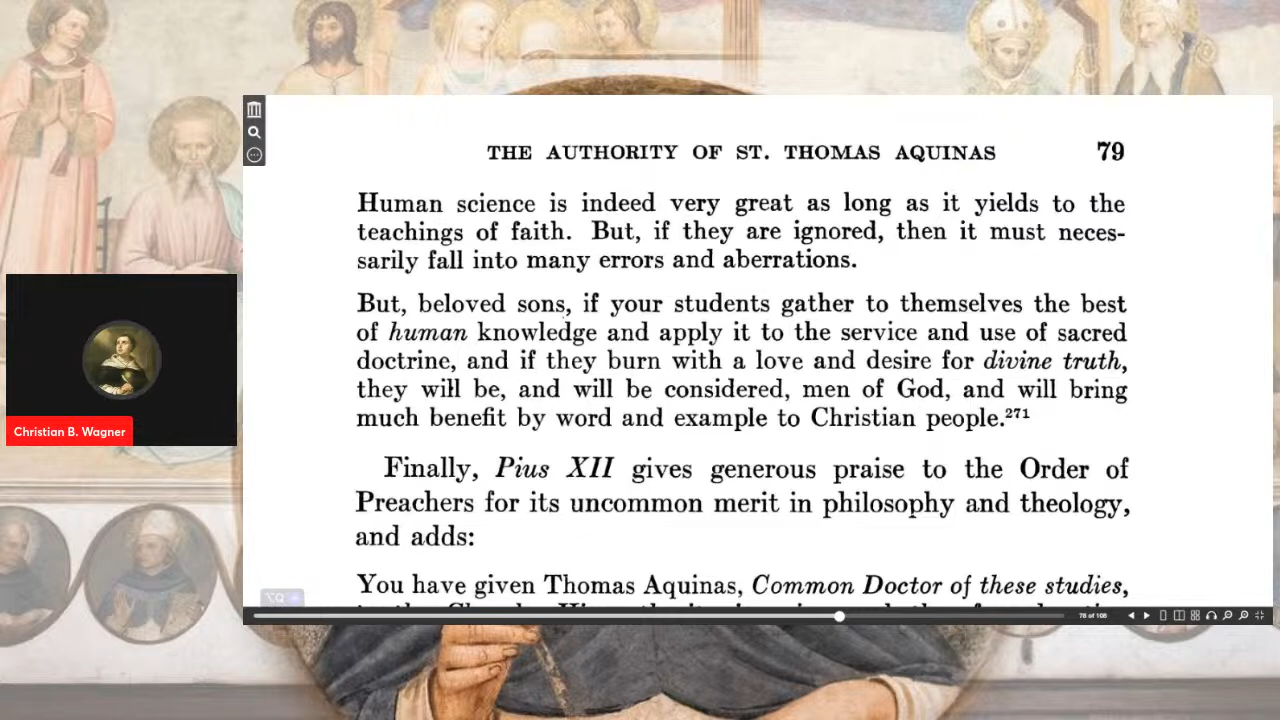 THE AUTHORITY OF ST. THOMAS AQUINAS 79
Human science is indeed very great as long as it yields to the
teachings of faith. But, if they are ignored, then it must neces-
sarily fall into many errors and aberrations.
But, beloved sons, if your students gather to themselves the best
of human knowledge and apply it to the service and use of sacred
doctrine, and if they burn with a love and desire for divine truth,
they will be, and will be considered, men of God, and will bring
much benefit by word and example to Christian people.²⁷¹
Christian B. Wagner
Finally, Pius XII gives generous praise to the Order of
Preachers for its uncommon merit in philosophy and theology,
and adds:
You have given Thomas Aquinas, Common Doctor of these studies,
78 of 108